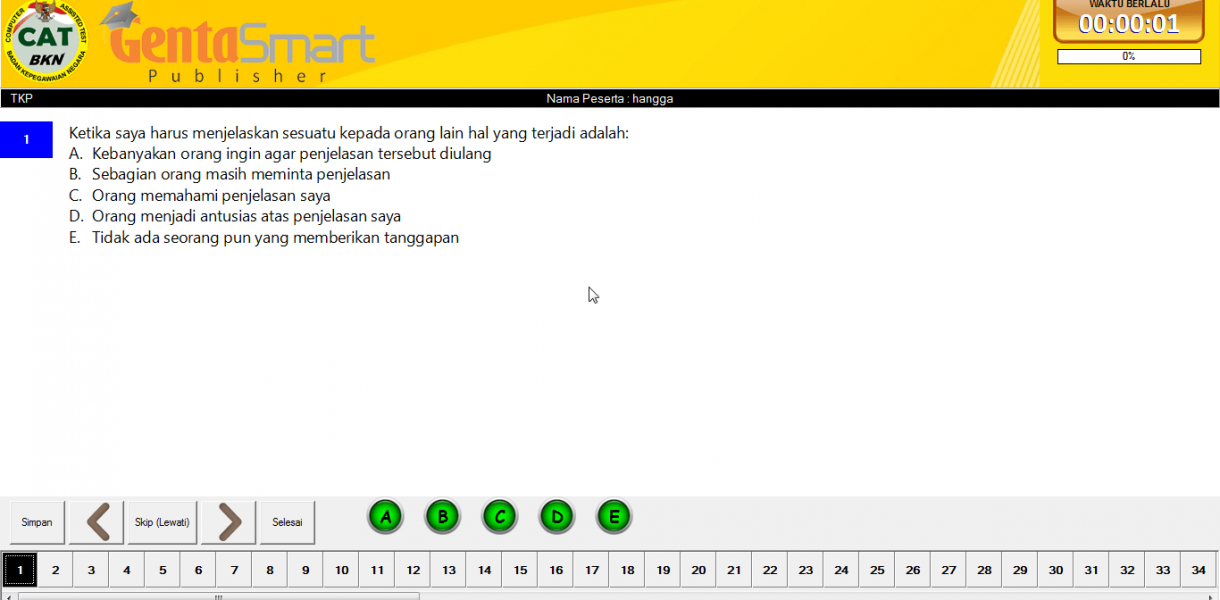 COMPUTER ASSISTED TEST
CAT
BKN
BADAN KEPEGAWAIAN NEGARA
GentaSmart
Publisher
WAKTU BERLALU
00:00:01
0%
TKP
Nama Peserta : hangga
1
Ketika saya harus menjelaskan sesuatu kepada orang lain hal yang terjadi adalah:
A. Kebanyakan orang ingin agar penjelasan tersebut diulang
B. Sebagian orang masih meminta penjelasan
C. Orang memahami penjelasan saya
D. Orang menjadi antusias atas penjelasan saya
E. Tidak ada seorang pun yang memberikan tanggapan
Simpan
Skip (Lewati)
Selesai
A B C D E
1 2 3 4 5 6 7 8 9 10 11 12 13 14 15 16 17 18 19 20 21 22 23 24 25 26 27 28 29 30 31 32 33 34